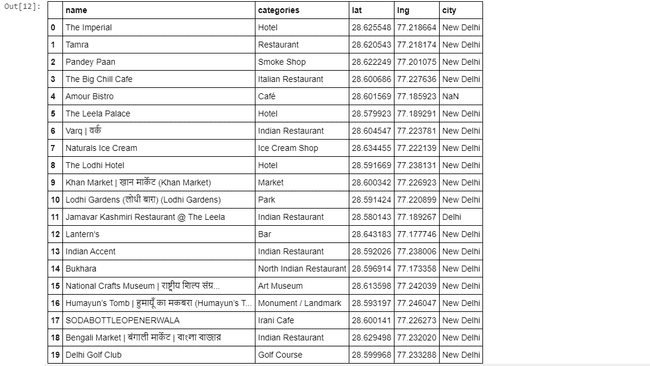 Out[12]:
name categories lat lng city
0 The Imperial Hotel 28.625548 77.218664 New Delhi
1 Tamra Restaurant 28.620543 77.218174 New Delhi
2 Pandey Paan Smoke Shop 28.622249 77.201075 New Delhi
3 The Big Chill Cafe Italian Restaurant 28.600686 77.227636 New Delhi
4 Amour Bistro Café 28.601569 77.185923 NaN
5 The Leela Palace Hotel 28.579923 77.189291 New Delhi
6 Varq | वर्क Indian Restaurant 28.604547 77.223781 New Delhi
7 Naturals Ice Cream Ice Cream Shop 28.634455 77.222139 New Delhi
8 The Lodhi Hotel Hotel 28.591669 77.238131 New Delhi
9 Khan Market | खान मार्केट (Khan Market) Market 28.600342 77.226923 New Delhi
10 Lodhi Gardens (लोधी बाग़) (Lodhi Gardens) Park 28.591424 77.220899 New Delhi
11 Jamavar Kashmiri Restaurant @ The Leela Indian Restaurant 28.580143 77.189267 Delhi
12 Lantern's Bar 28.643183 77.177746 New Delhi
13 Indian Accent Indian Restaurant 28.592026 77.238006 New Delhi
14 Bukhara North Indian Restaurant 28.596914 77.173358 New Delhi
15 National Crafts Museum | राष्ट्रीय शिल्प संग्र... Art Museum 28.613598 77.242039 New Delhi
16 Humayun's Tomb | हुमायूँ का मकबरा (Humayun's T... Monument / Landmark 28.593197 77.246047 New Delhi
17 SODABOTTLEOPENERWALA Irani Cafe 28.600141 77.226273 New Delhi
18 Bengali Market | बंगाली मार्केट | বাংলা বাজার Indian Restaurant 28.629498 77.232020 New Delhi
19 Delhi Golf Club Golf Course 28.599968 77.233288 New Delhi